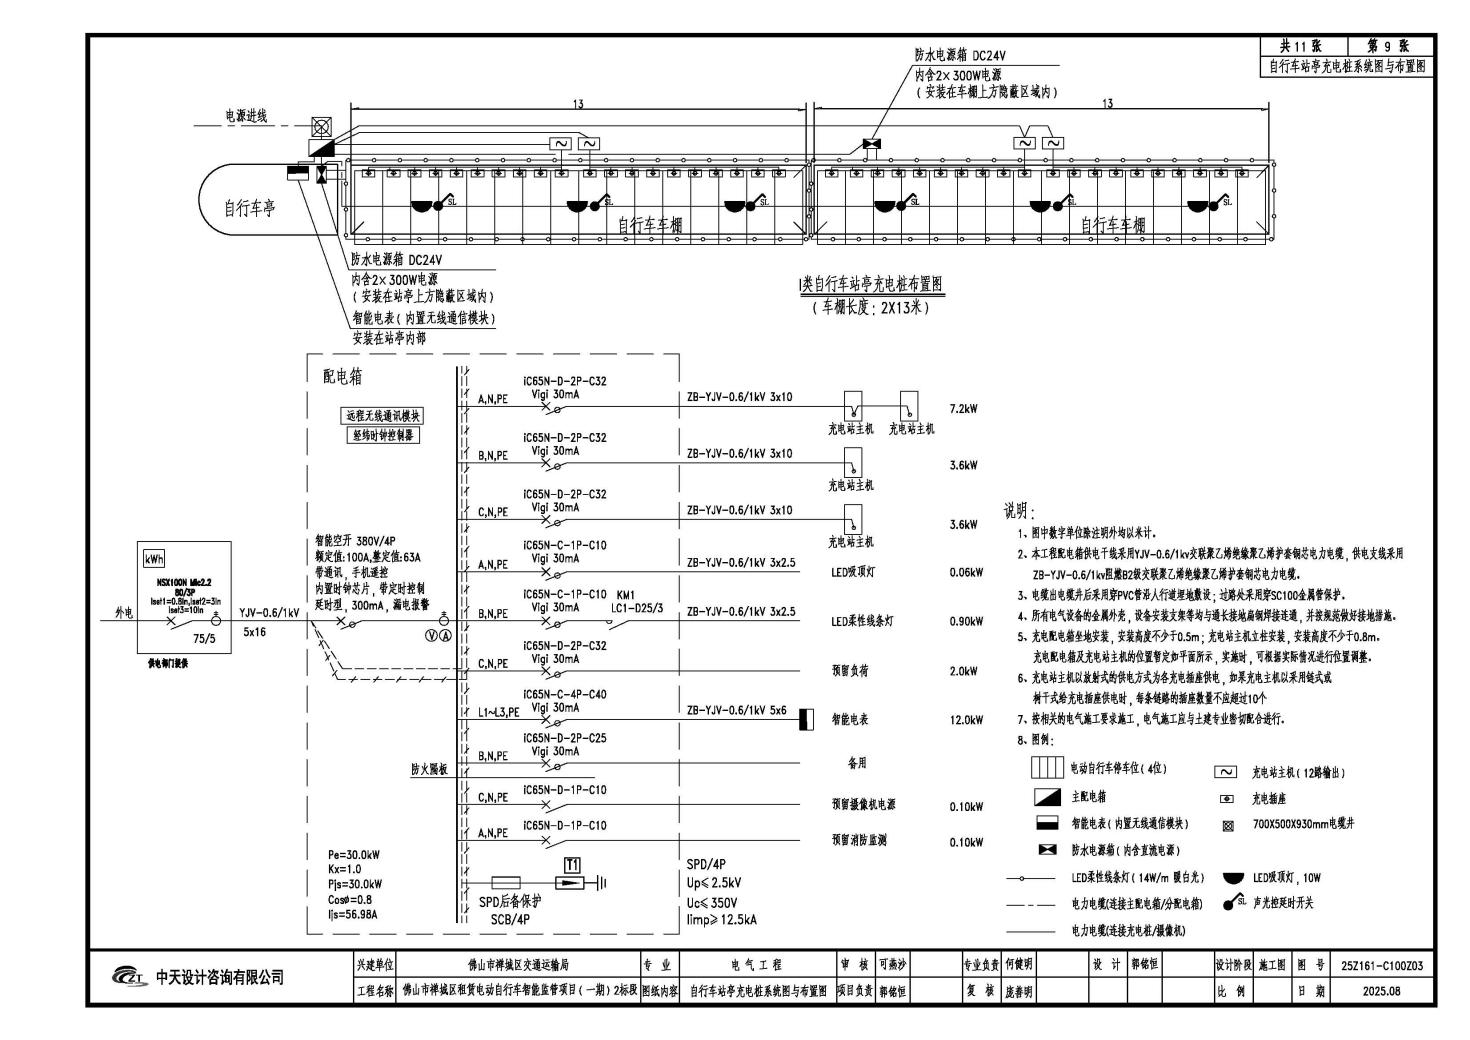 共 11 张 第 9 张
自行车站亭充电桩系统图与布置图
防水电源箱 DC24V
内含2×300W电源
（安装在车棚上方隐蔽区域内）
13
13
电源进线
自行车亭
SL
SL
SL
SL
SL
SL
自行车车棚
自行车车棚
防水电源箱 DC24V
内含2×300W电源
（安装在站亭上方隐蔽区域内）
智能电表（内置无线通信模块）
安装在站亭内部
I类自行车站亭充电桩布置图
（车棚长度：2X13米）
配电箱
远程无线通讯模块
经纬时钟控制器
iC65N-D-2P-C32
Vigi 30mA
A,N,PE
ZB-YJV-0.6/1kV 3x10
充电站主机
充电站主机
7.2kW
iC65N-D-2P-C32
Vigi 30mA
B,N,PE
ZB-YJV-0.6/1kV 3x10
充电站主机
3.6kW
iC65N-D-2P-C32
Vigi 30mA
C,N,PE
ZB-YJV-0.6/1kV 3x10
充电站主机
3.6kW
iC65N-C-1P-C10
Vigi 30mA
A,N,PE
ZB-YJV-0.6/1kV 3x2.5
LED吸顶灯
0.06kW
iC65N-C-1P-C10
Vigi 30mA
KM1
LC1-D25/3
B,N,PE
ZB-YJV-0.6/1kV 3x2.5
LED柔性线条灯
0.90kW
iC65N-D-2P-C32
Vigi 30mA
C,N,PE
预留负荷
2.0kW
iC65N-C-4P-C40
Vigi 30mA
L1~L3,PE
ZB-YJV-0.6/1kV 5x6
智能电表
12.0kW
iC65N-D-2P-C25
Vigi 30mA
B,N,PE
备用
防火隔板
iC65N-D-1P-C10
C,N,PE
预留摄像机电源
0.10kW
iC65N-D-1P-C10
A,N,PE
预留消防监测
0.10kW
智能空开 380V/4P
额定值:100A,整定值:63A
带通讯，手机遥控
内置时钟芯片，带定时控制
延时型，300mA，漏电报警
V A
kWh
NSX100N Mic2.2
80/3P
Iset1=0.8In,Iset2=3In
Iset3=10In
外电
75/5
供电部门提供
YJV-0.6/1kV
5x16
Pe=30.0kW
Kx=1.0
Pjs=30.0kW
Cosø=0.8
Ijs=56.98A
T1
SPD后备保护
SCB/4P
SPD/4P
Up≤2.5kV
Uc≤350V
Iimp≥12.5kA
说明：
1、图中数字单位除注明外均以米计。
2、本工程配电箱供电干线采用YJV-0.6/1kv交联聚乙烯绝缘聚乙烯护套铜芯电力电缆，供电支线采用
ZB-YJV-0.6/1kv阻燃B2级交联聚乙烯绝缘聚乙烯护套铜芯电力电缆。
3、电缆出电缆井后采用穿PVC管沿人行道埋地敷设；过路处采用穿SC100金属管保护。
4、所有电气设备的金属外壳，设备安装支架等均与通长接地扁钢焊接连通，并按规范做好接地措施。
5、充电配电箱坐地安装，安装高度不少于0.5m；充电站主机立柱安装，安装高度不少于0.8m。
充电配电箱及充电站主机的位置暂定如平面所示，实施时，可根据实际情况进行位置调整。
6、充电站主机以放射式的供电方式为各充电插座供电，如果充电主机以采用链式或
树干式给充电插座供电时，每条链路的插座数量不应超过10个
7、按相关的电气施工要求施工，电气施工应与土建专业密切配合进行。
8、图例：
电动自行车停车位（4位）
充电站主机（12路输出）
主配电箱
充电插座
智能电表（内置无线通信模块）
700X500X930mm电缆井
防水电源箱（内含直流电源）
LED柔性线条灯（14W/m 暖白光）
LED吸顶灯，10W
电力电缆(连接主配电箱/分配电箱)
SL 声光控延时开关
电力电缆(连接充电桩/摄像机)
ZT 中天设计咨询有限公司
兴建单位 佛山市禅城区交通运输局 专 业 电 气 工 程 审 核 可燕沙 专业负责 何健明 设 计 郭铭恒 设计阶段 施工图 图 号 25Z161-C100Z03
工程名称 佛山市禅城区租赁电动自行车智能监管项目（一期）2标段 图纸内容 自行车站亭充电桩系统图与布置图 项目负责 郭铭恒 复 核 庞善明 比 例 日 期 2025.08